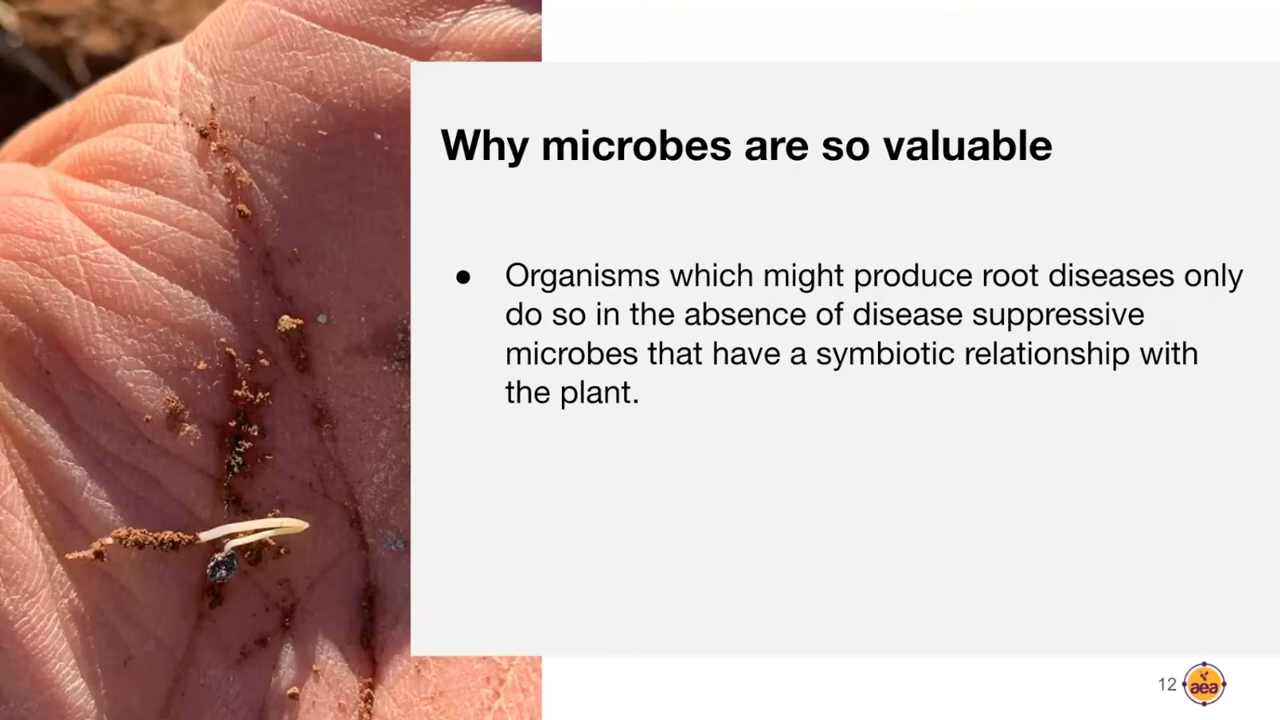 Why microbes are so valuable
● Organisms which might produce root diseases only
do so in the absence of disease suppressive
microbes that have a symbiotic relationship with
the plant.
12 aea